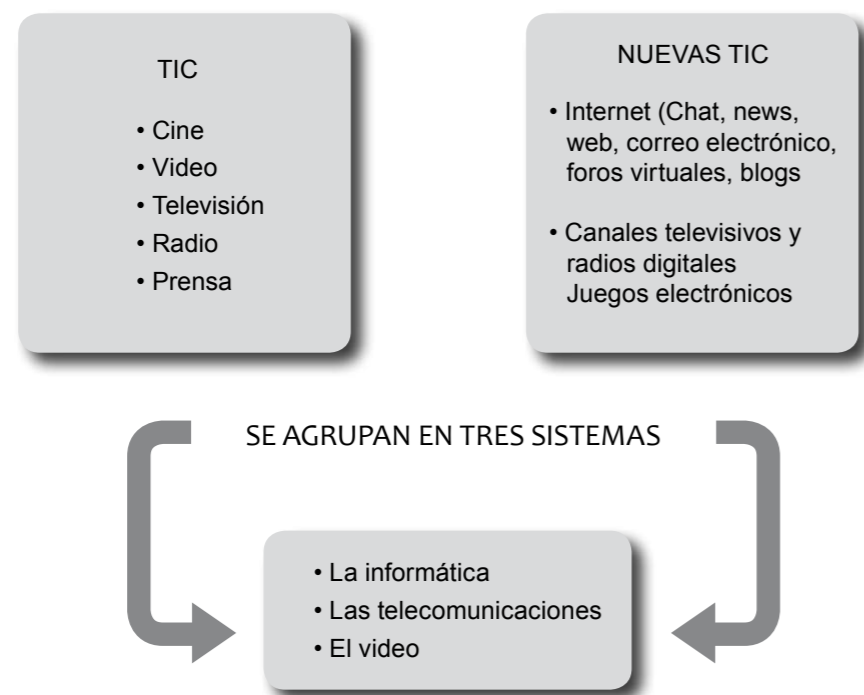 TIC
• Cine
• Video
• Televisión
• Radio
• Prensa
NUEVAS TIC
• Internet (Chat, news,
web, correo electrónico,
foros virtuales, blogs
• Canales televisivos y
radios digitales
Juegos electrónicos
SE AGRUPAN EN TRES SISTEMAS
• La informática
• Las telecomunicaciones
• El video